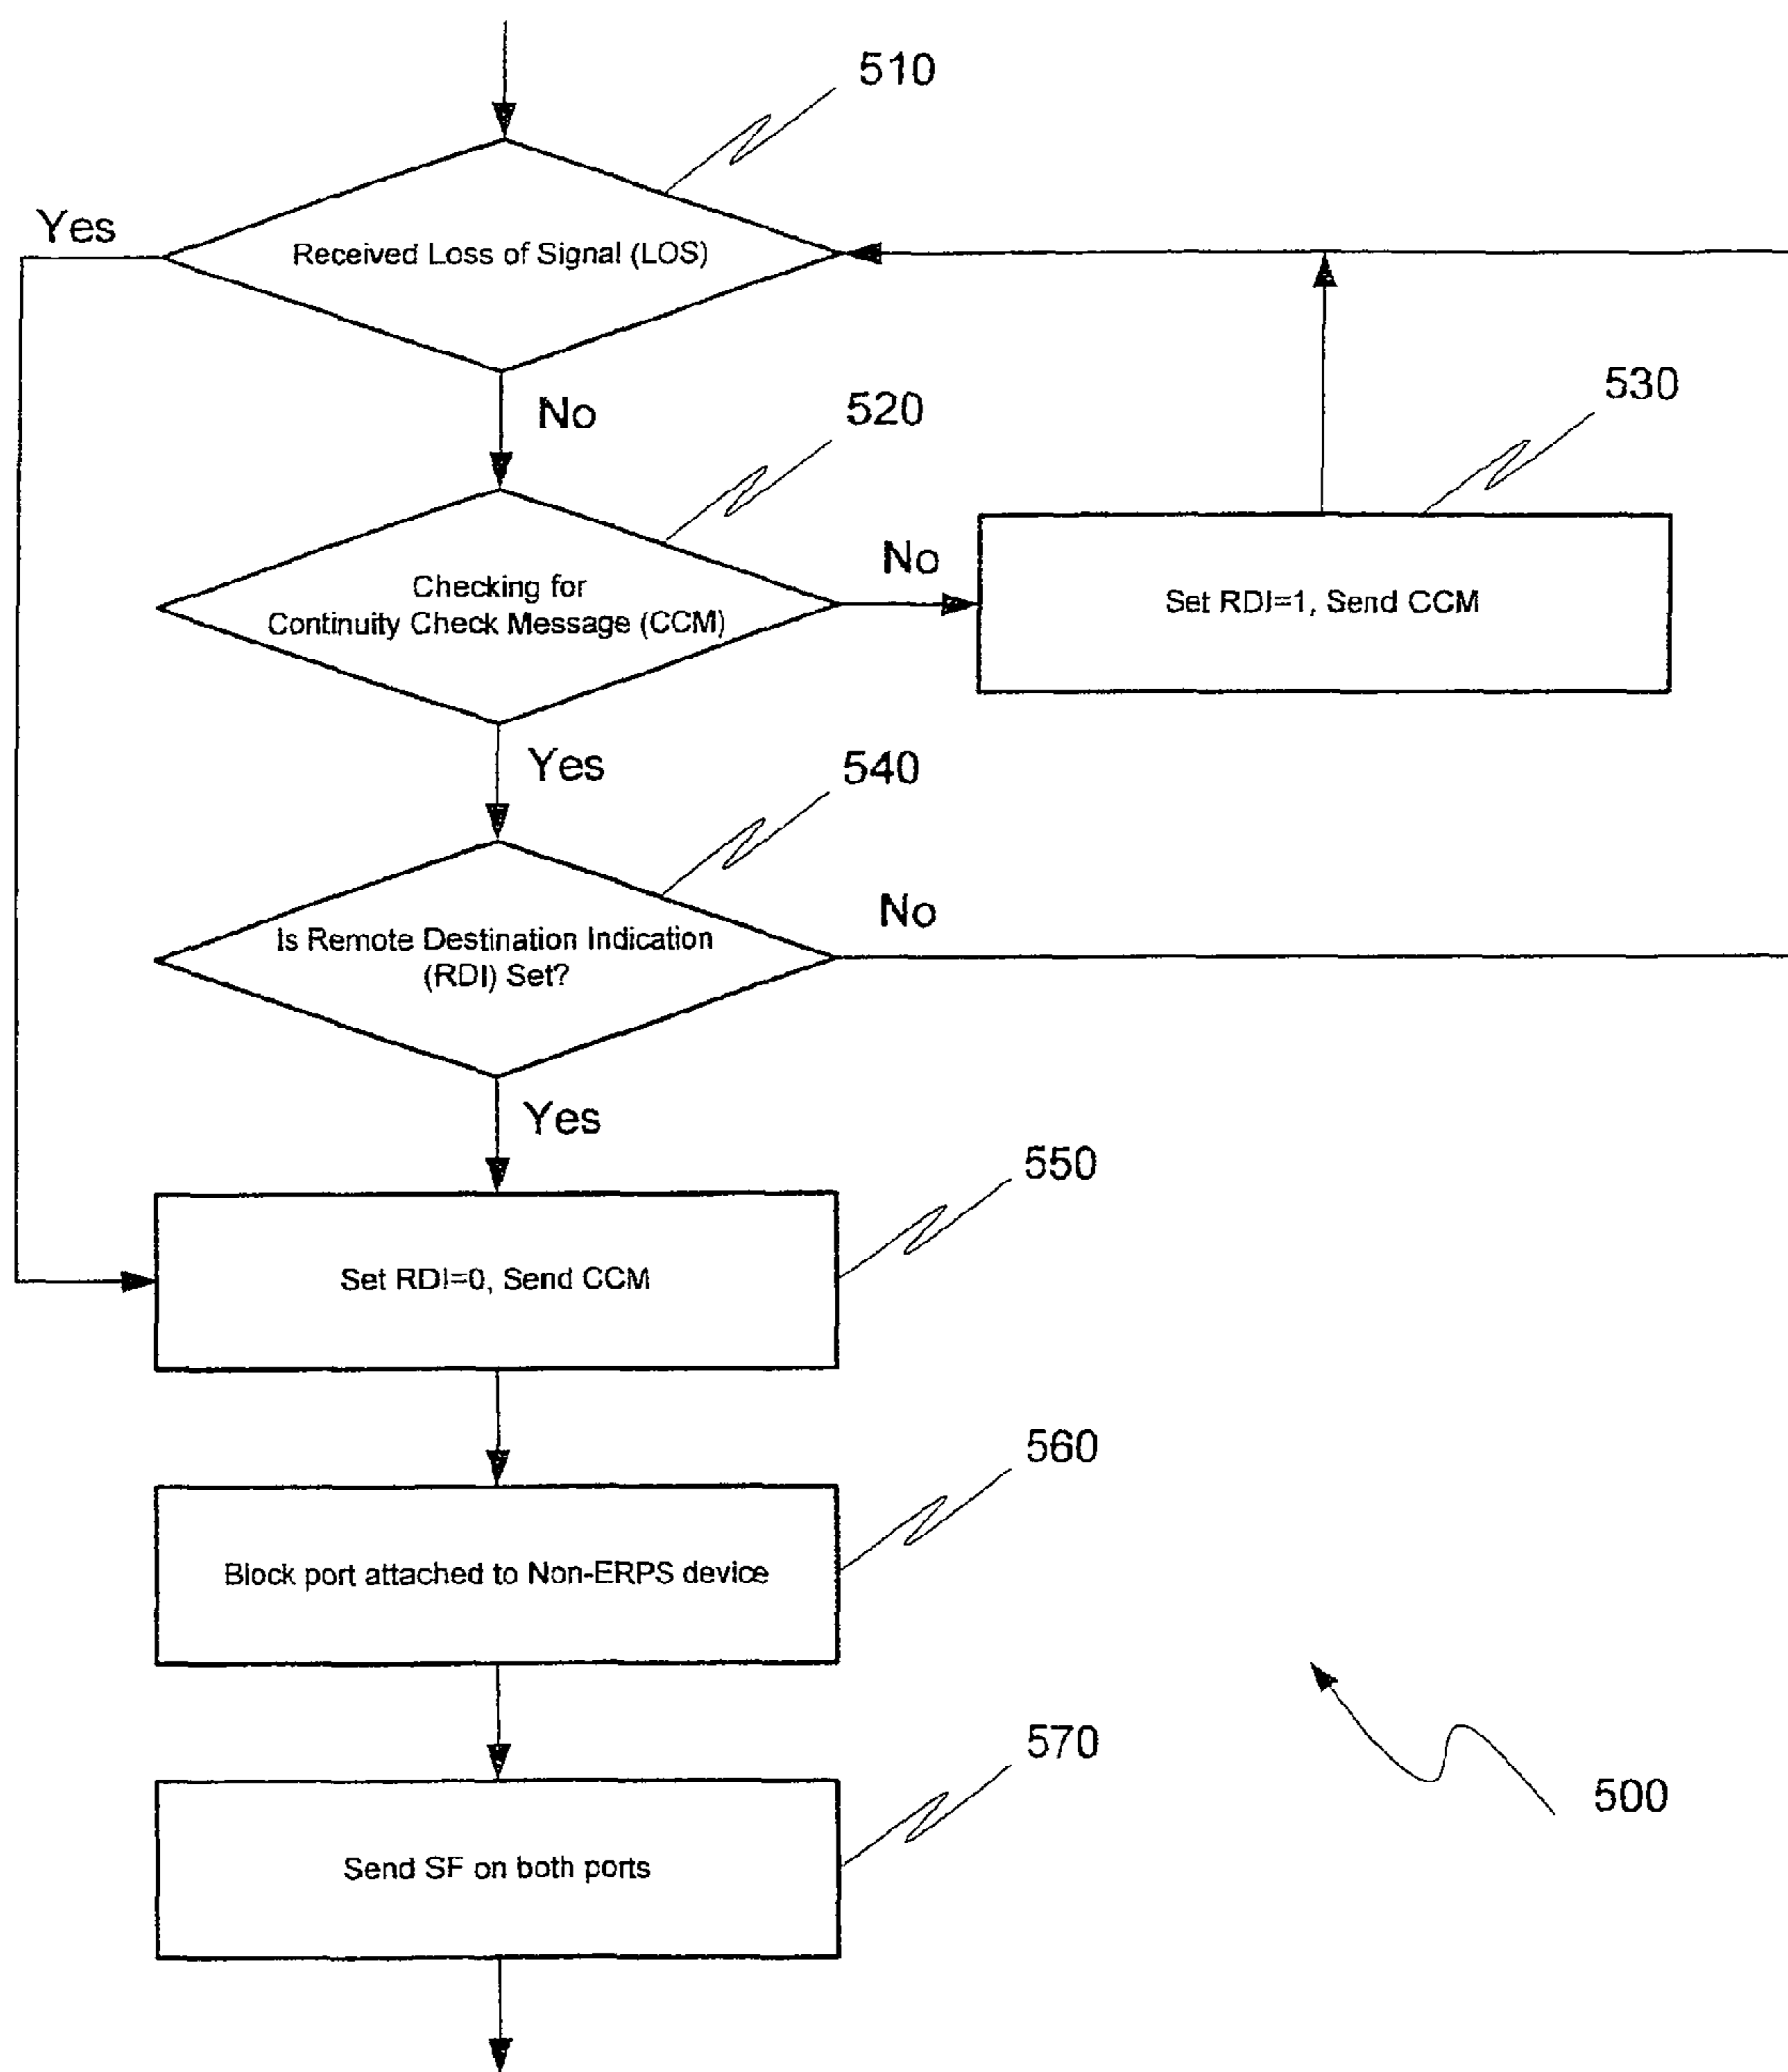 510
Yes
Received Loss of Signal (LOS)
No
520
530
Checking for
Continuity Check Message (CCM)
No
Set RDI=1, Send CCM
Yes
540
Is Remote Destination Indication
(RDI) Set?
No
Yes
550
Set RDI=0, Send CCM
560
Block port attached to Non-ERPS device
570
Send SF on both ports
500